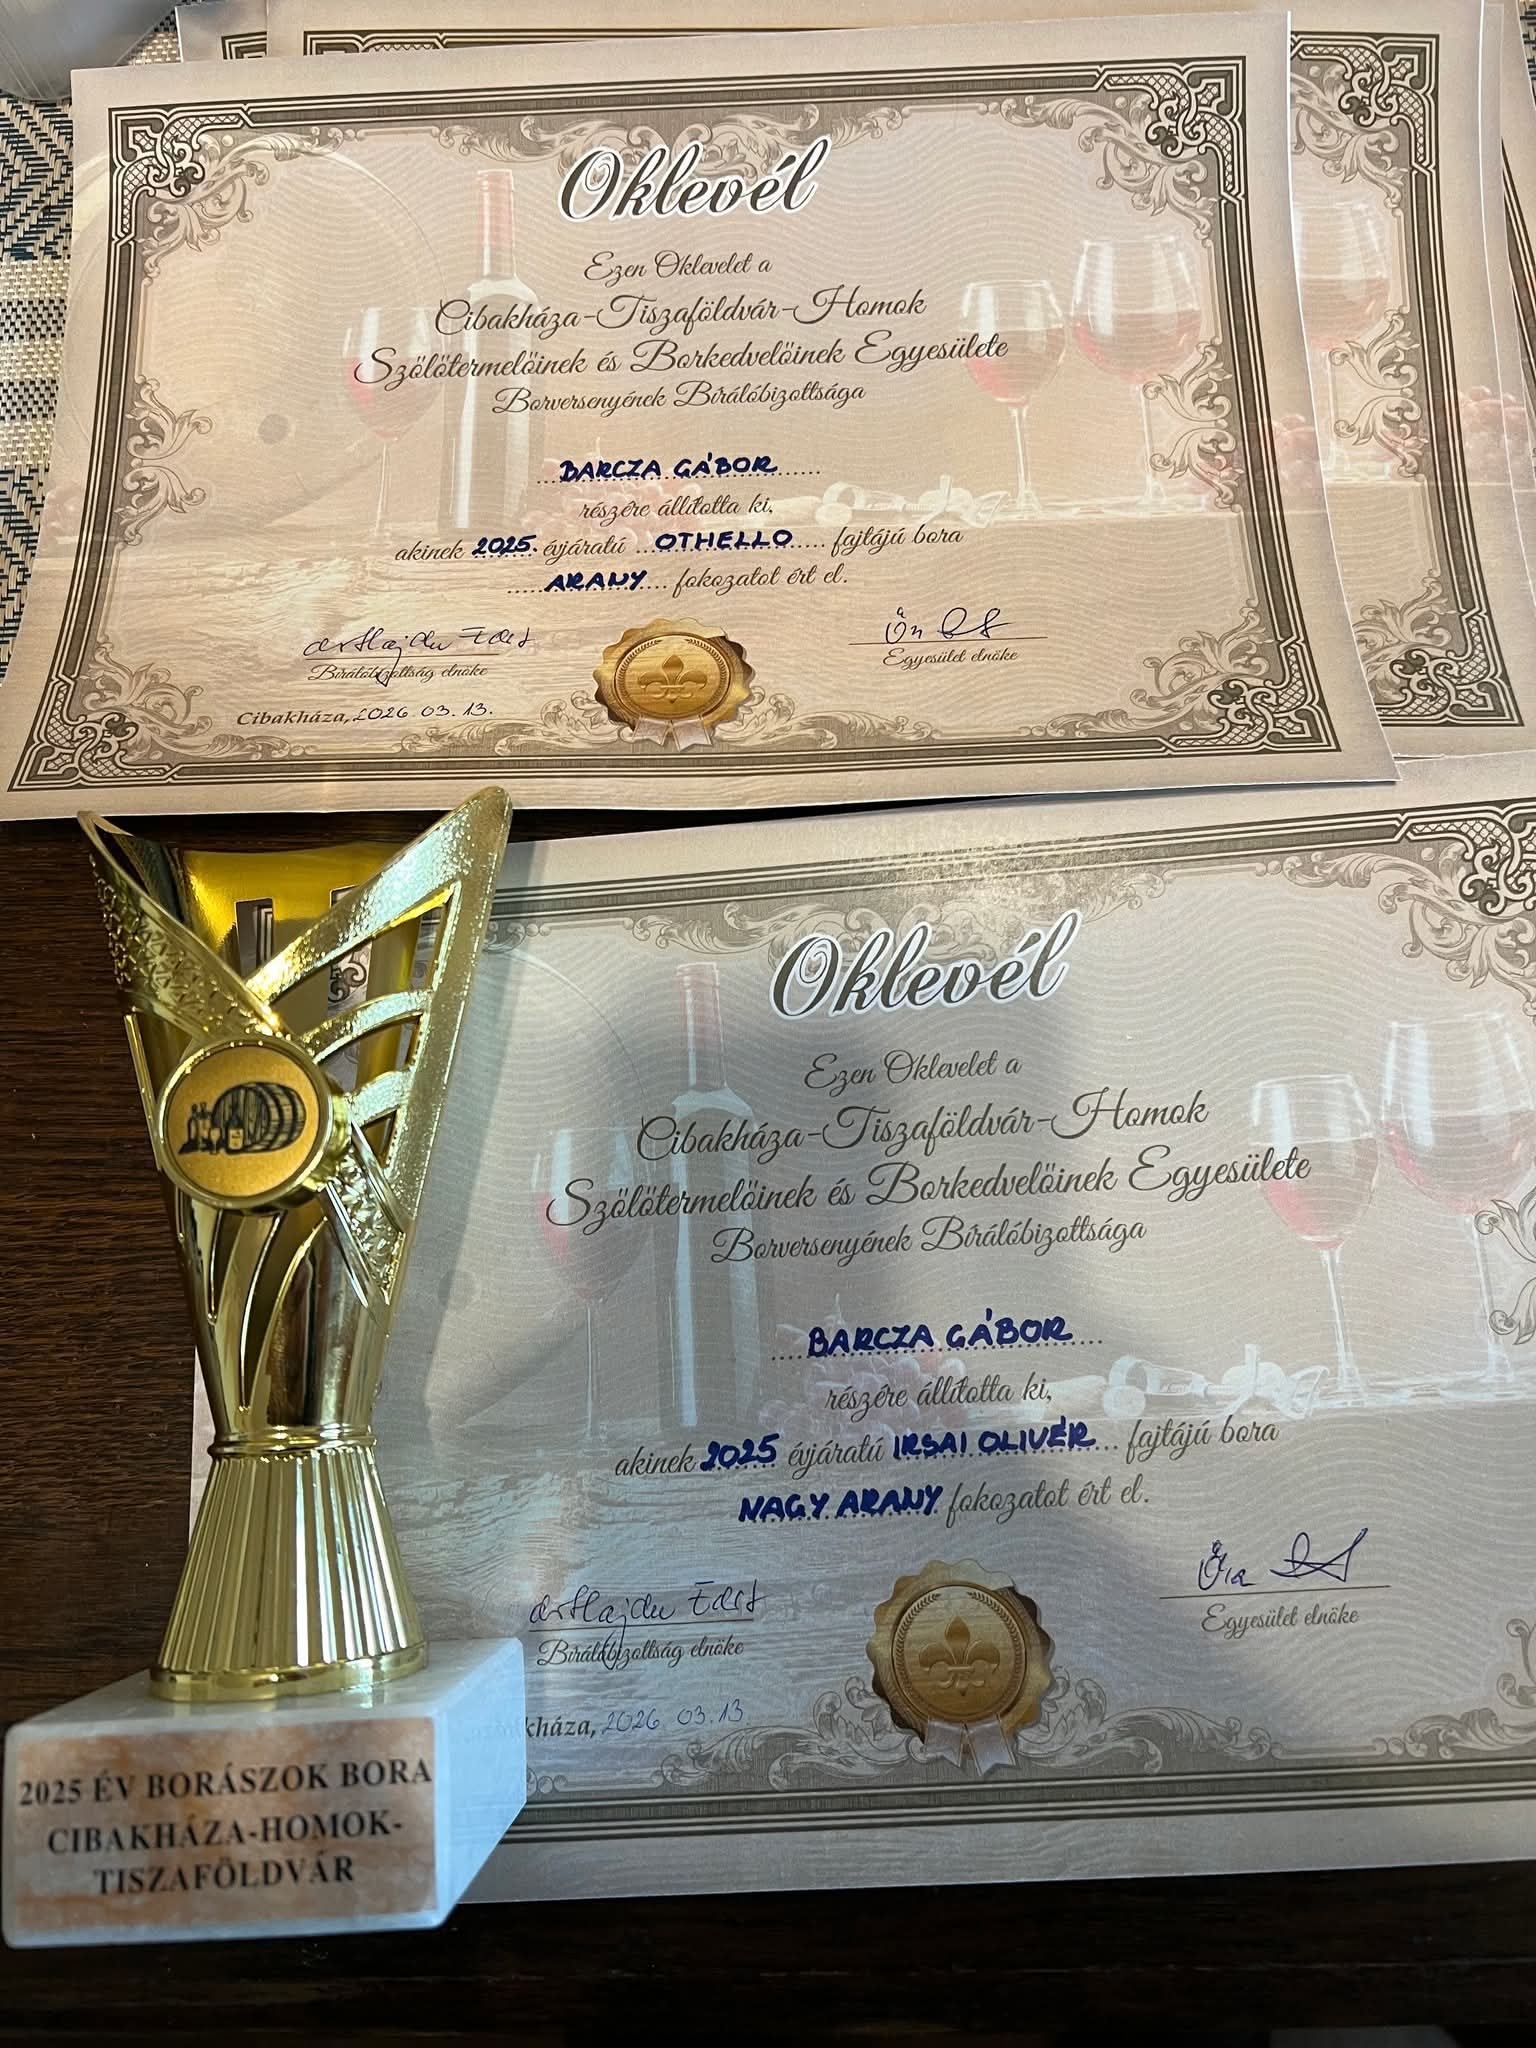 Oklevél
Ezen Oklevelet a
Cibakháza-Tiszaföldvár-Homok
Szőlőtermelőinek és Borkedvelőinek Egyesülete
Borversenyének Bírálóbizottsága
BARCZA GÁBOR
részére állította ki,
akinek 2025. évjáratú OTHELLO fajtájú bora
ARANY fokozatot ért el.
Bírálóbizottság elnöke
Egyesület elnöke
Cibakháza, 2026 03.13.
Oklevél
Ezen Oklevelet a
Cibakháza-Tiszaföldvár-Homok
Szőlőtermelőinek és Borkedvelőinek Egyesülete
Borversenyének Bírálóbizottsága
BARCZA GÁBOR
részére állította ki,
akinek 2025 évjáratú IRSAI OLIVÉR fajtájú bora
NAGY ARANY fokozatot ért el.
Bírálóbizottság elnöke
Egyesület elnöke
kháza, 2026 03.13
2025 ÉV BORÁSZOK BORA
CIBAKHÁZA-HOMOK-
TISZAFÖLDVÁR